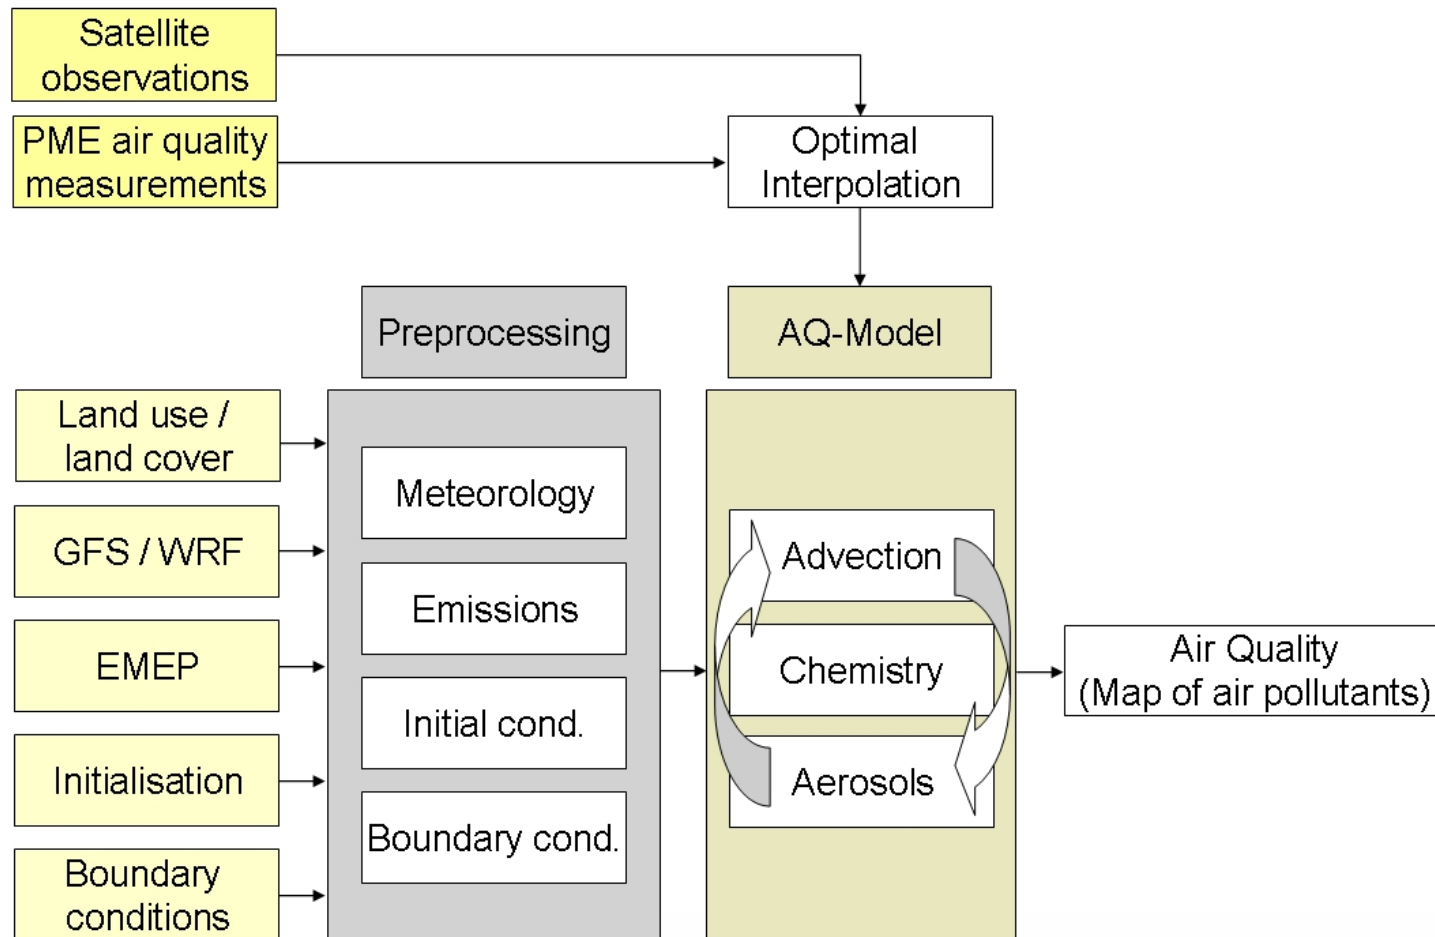 Satellite
observations
PME air quality
measurements
Optimal
Interpolation
Preprocessing
AQ-Model
Land use /
land cover
GFS / WRF
EMEP
Initialisation
Boundary
conditions
Meteorology
Emissions
Initial cond.
Boundary cond.
Advection
Chemistry
Aerosols
Air Quality
(Map of air pollutants)